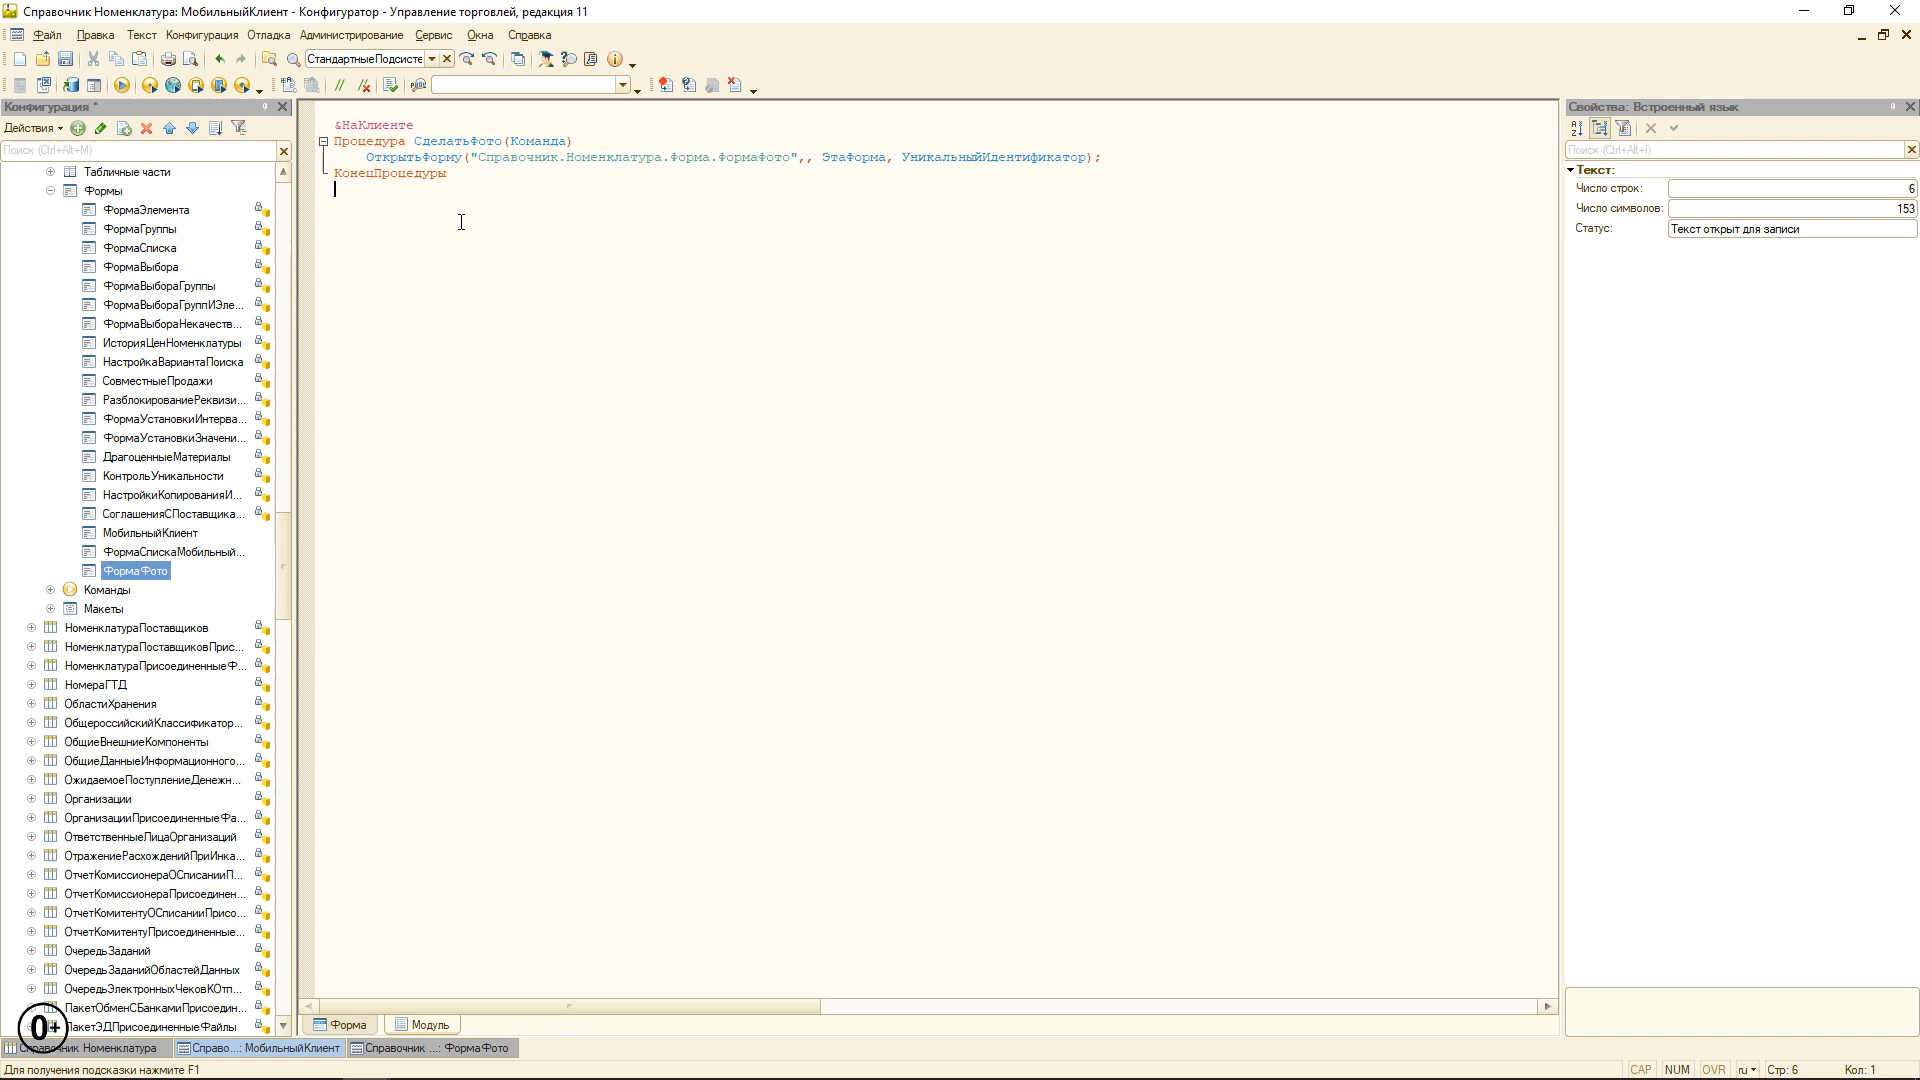 Справочник Номенклатура: МобильныйКлиент - Конфигуратор - Управление торговлей, редакция 11
Файл Правка Текст Конфигурация Отладка Администрирование Сервис Окна Справка
СтандартныеПодсисте
Конфигурация *
Действия
Поиск (Ctrl+Alt+M)
Табличные части
Формы
ФормаЭлемента
ФормаГруппы
ФормаСписка
ФормаВыбора
ФормаВыбораГруппы
ФормаВыбораГруппИЭле...
ФормаВыбораНекачеств...
ИсторияЦенНоменклатуры
НастройкаВариантаПоиска
СовместныеПродажи
РазблокированиеРеквизи...
ФормаУстановкиИнтерва...
ФормаУстановкиЗначени...
ДрагоценныеМатериалы
КонтрольУникальности
НастройкиКопированияИ...
СоглашенияСПоставщика...
МобильныйКлиент
ФормаСпискаМобильный...
ФормаФото
Команды
Макеты
НоменклатураПоставщиков
НоменклатураПоставщиковПрис...
НоменклатураПрисоединенныеФ...
НомераГТД
ОбластиХранения
ОбщероссийскийКлассификатор...
ОбщиеВнешниеКомпоненты
ОбщиеДанныеИнформационного...
ОжидаемоеПоступлениеДенежн...
Организации
ОрганизацииПрисоединенныеФа...
ОтветственныеЛицаОрганизаций
ОтражениеРасхожденийПриИнка...
ОтчетКомиссионераОСписанииП...
ОтчетКомиссионераПрисоединен...
ОтчетКомитентуОСписанииПрисо...
ОтчетКомитентуПрисоединенные...
ОчередьЗаданий
ОчередьЗаданийОбластейДанных
ОчередьЭлектронныхЧековКОтп...
ПакетОбменСБанкамиПрисоедин...
ПакетЭДПрисоединенныеФайлы
0+
&НаКлиенте
Процедура СделатьФото(Команда)
ОткрытьФорму("Справочник.Номенклатура.Форма.ФормаФото",, ЭтаФорма, УникальныйИдентификатор);
КонецПроцедуры
Форма Модуль
Свойства: Встроенный язык
Поиск (Ctrl+Alt+I)
Текст:
Число строк: 6
Число символов: 153
Статус: Текст открыт для записи
Справочник Номенклатура Справо...: МобильныйКлиент Справочник ...: ФормаФото
Для получения подсказки нажмите F1 CAP NUM OVR ru Стр: 6 Кол: 1